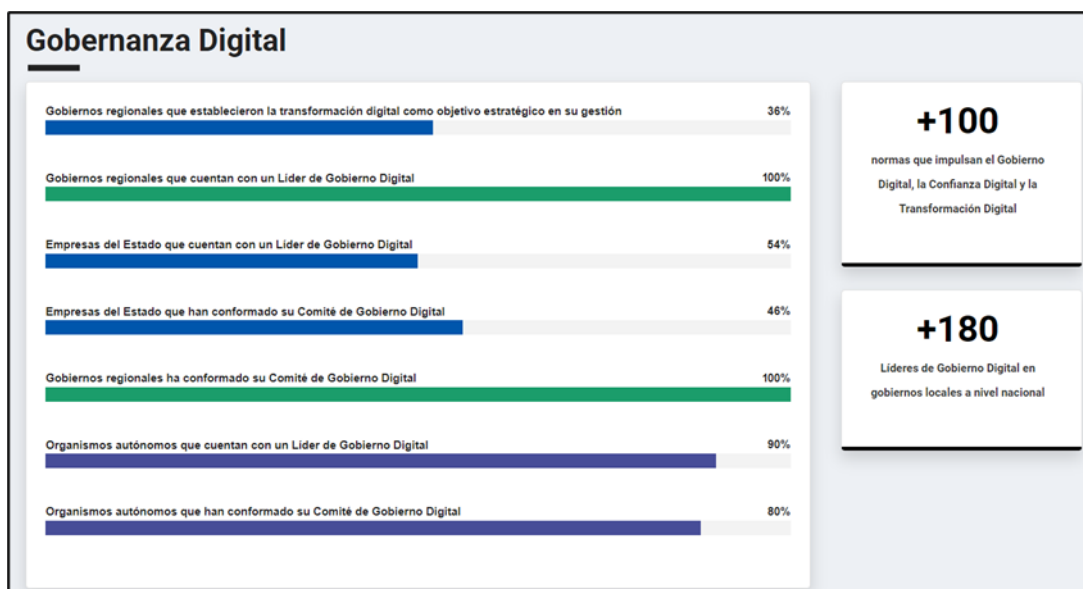 Gobernanza Digital
Gobiernos regionales que establecieron la transformación digital como objetivo estratégico en su gestión 36%
Gobiernos regionales que cuentan con un Líder de Gobierno Digital 100%
Empresas del Estado que cuentan con un Líder de Gobierno Digital 54%
Empresas del Estado que han conformado su Comité de Gobierno Digital 46%
Gobiernos regionales ha conformado su Comité de Gobierno Digital 100%
Organismos autónomos que cuentan con un Líder de Gobierno Digital 90%
Organismos autónomos que han conformado su Comité de Gobierno Digital 80%
+100
normas que impulsan el Gobierno
Digital, la Confianza Digital y la
Transformación Digital
+180
Líderes de Gobierno Digital en
gobiernos locales a nivel nacional